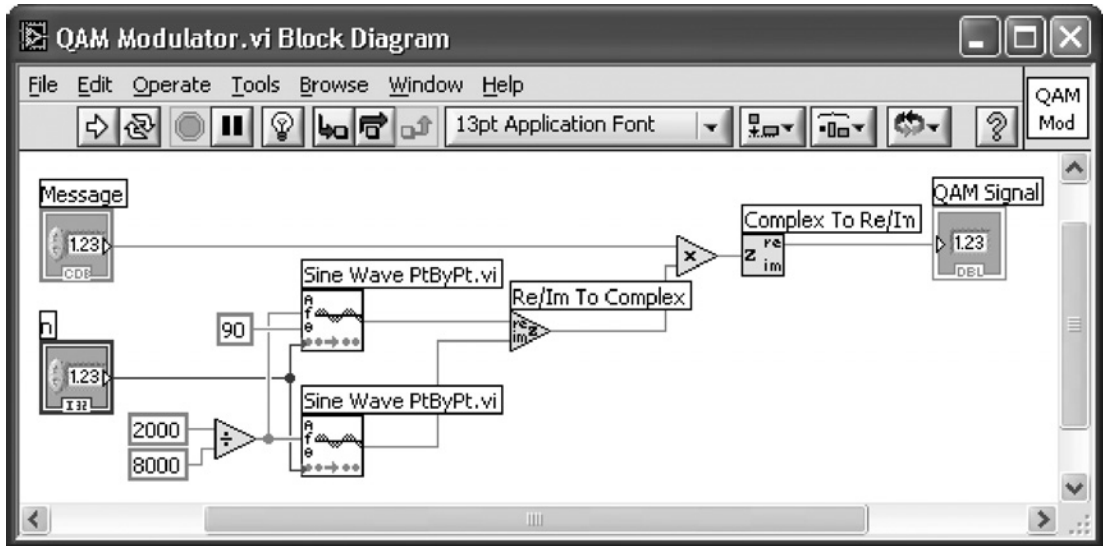 QAM Modulator.vi Block Diagram
File Edit Operate Tools Browse Window Help
QAM
Mod
13pt Application Font
?
Message
1.23
CDB
QAM Signal
1.23
DBL
Complex To Re/Im
z re
im
x
Sine Wave PtByPt.vi
A
f
θ
90
Re/Im To Complex
re
im z
n
1.23
I32
Sine Wave PtByPt.vi
A
f
θ
2000
8000
÷